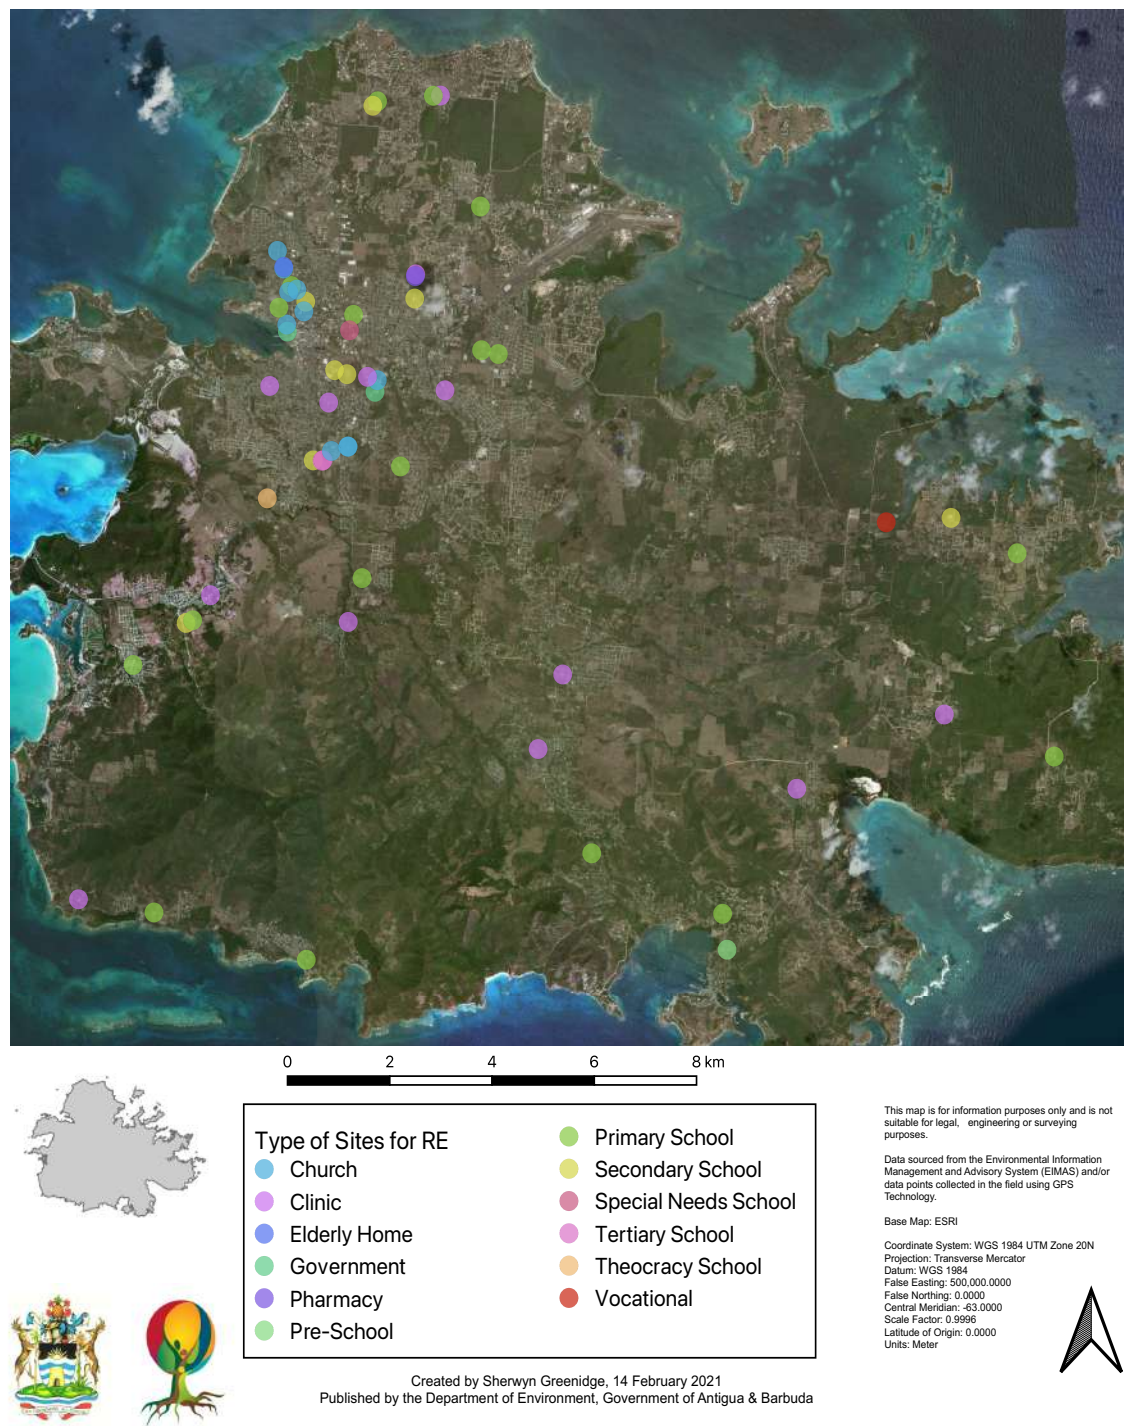 0 2 4 6 8 km
Type of Sites for RE
Church
Clinic
Elderly Home
Government
Pharmacy
Pre-School
Primary School
Secondary School
Special Needs School
Tertiary School
Theocracy School
Vocational
This map is for information purposes only and is not
suitable for legal, engineering or surveying
purposes.
Data sourced from the Environmental Information
Management and Advisory System (EIMAS) and/or
data points collected in the field using GPS
Technology.
Base Map: ESRI
Coordinate System: WGS 1984 UTM Zone 20N
Projection: Transverse Mercator
Datum: WGS 1984
False Easting: 500,000.0000
False Northing: 0.0000
Central Meridian: -63.0000
Scale Factor: 0.9996
Latitude of Origin: 0.0000
Units: Meter
Created by Sherwyn Greenidge, 14 February 2021
Published by the Department of Environment, Government of Antigua & Barbuda